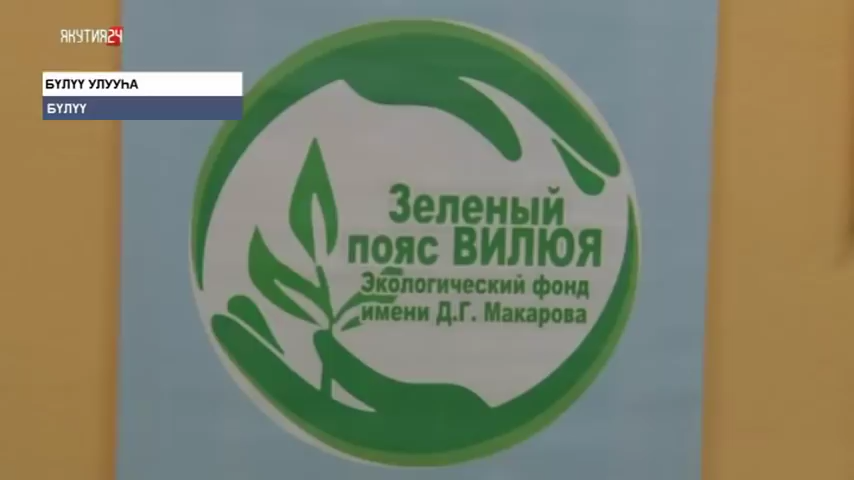 ЯКУТИЯ24
БҮЛҮҮ УЛУУҺА
БҮЛҮҮ
Зеленый
пояс ВИЛЮЯ
Экологический фонд
имени Д.Г. Макарова